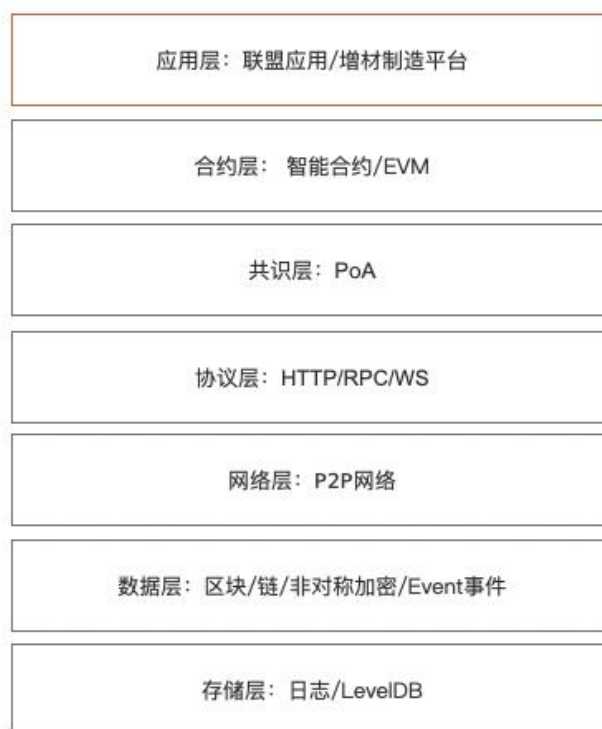 应用层：联盟应用/增材制造平台
合约层： 智能合约/EVM
共识层：PoA
协议层：HTTP/RPC/WS
网络层：P2P网络
数据层：区块/链/非对称加密/Event事件
存储层：日志/LevelDB